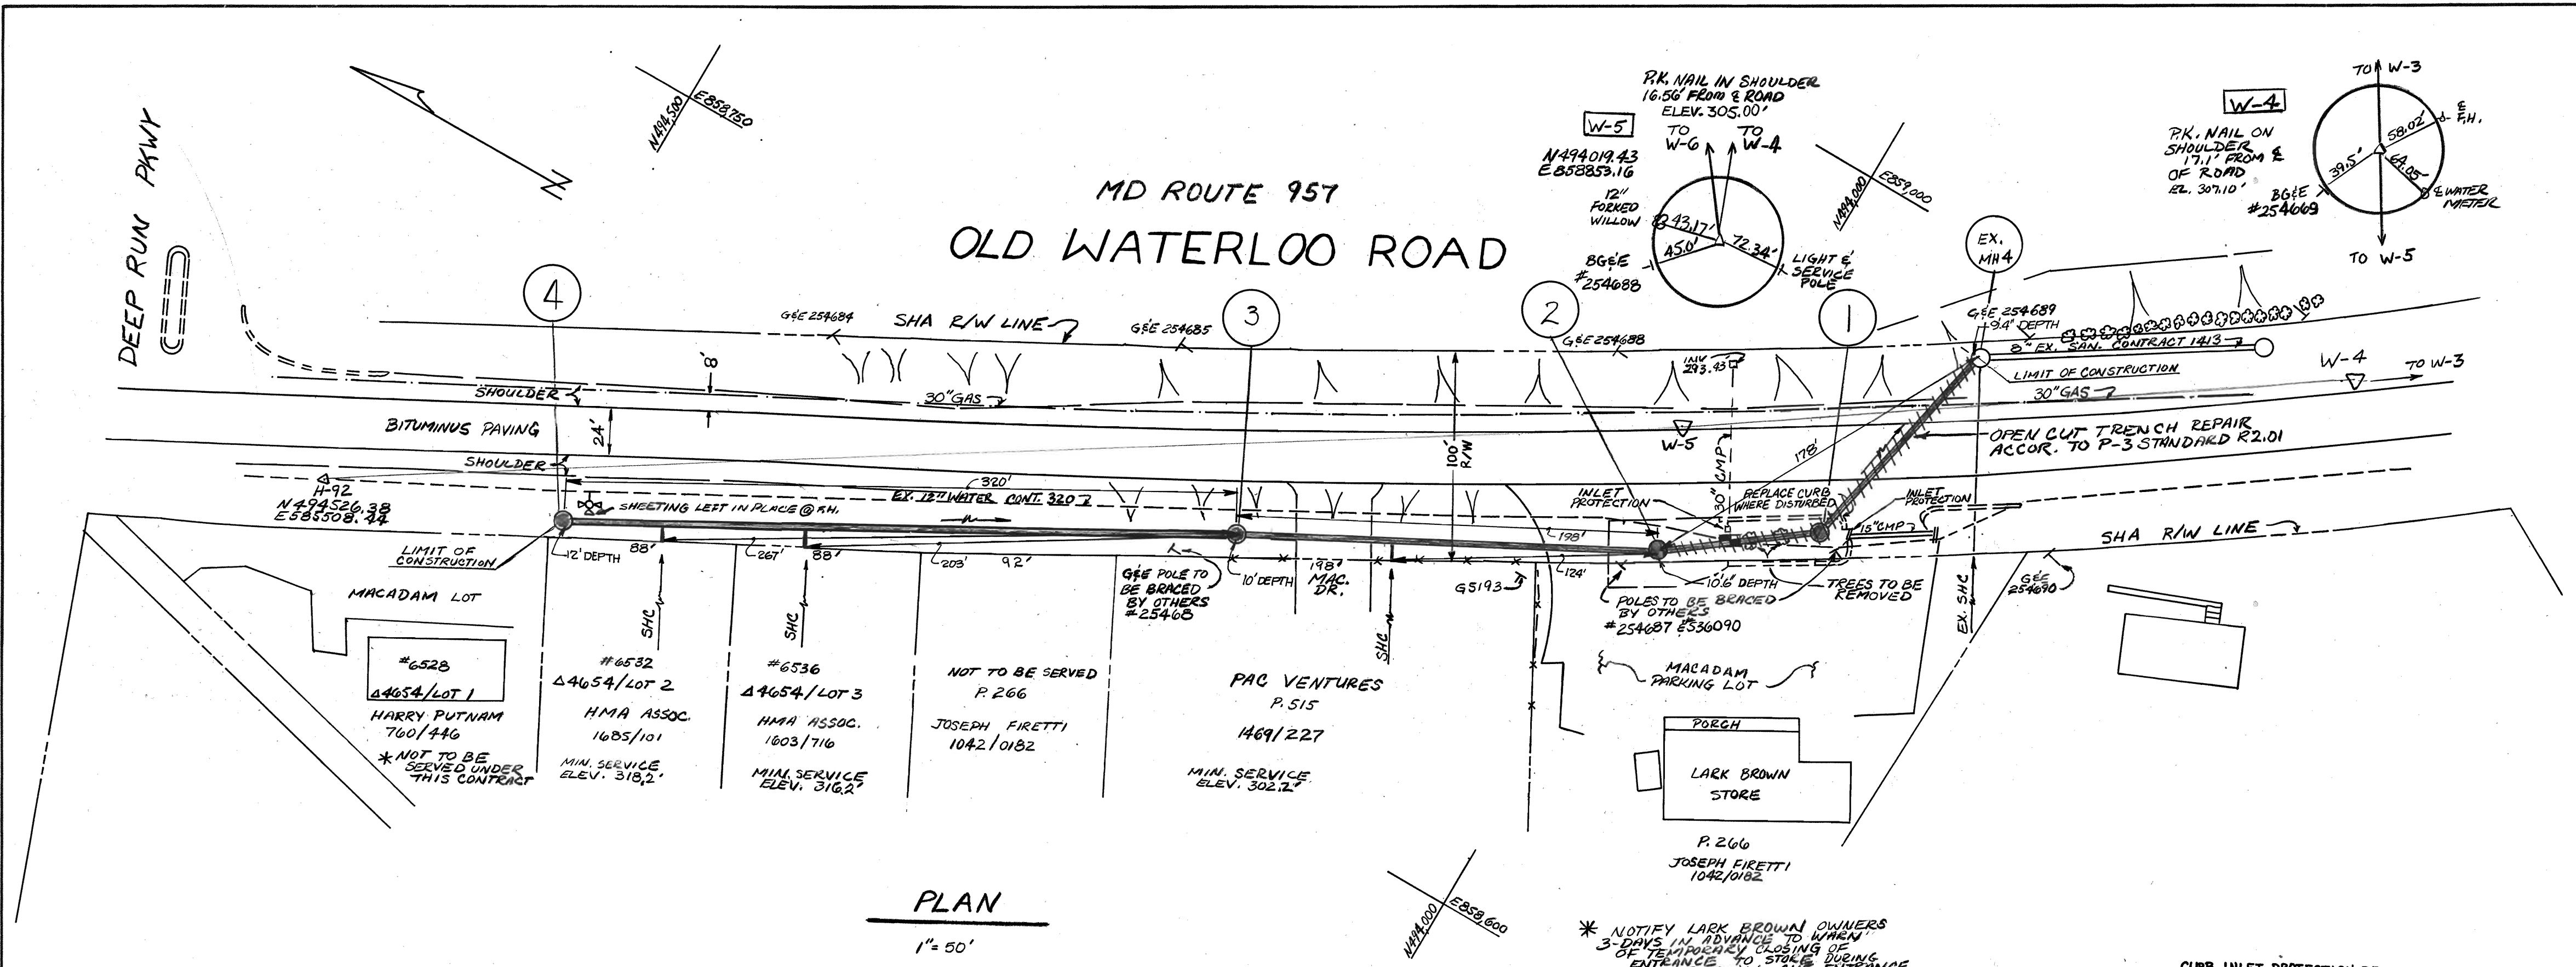 DEEP RUN PKWY
N494,500
E858,750
N
MD ROUTE 957
OLD WATERLOO ROAD
P.K. NAIL IN SHOULDER
16.56' FROM ℄ ROAD
ELEV. 305.00'
W-5
TO
W-6
TO
W-4
N494019.43
E858853.16
12"
FORKED
WILLOW
43.17'
45.0'
72.34'
BG&E
#254688
LIGHT &
SERVICE
POLE
N494,000
E859,000
W-4
P.K. NAIL ON
SHOULDER
17.1' FROM ℄
OF ROAD
EL. 307.10'
TO W-3
58.02'
℄
F.H.
39.5'
64.05'
BG&E
#254669
℄ WATER
METER
TO W-5
EX.
MH4
4
3
2
1
G&E 254684
SHA R/W LINE
G&E 254685
G&E 254688
G&E 254689
9'4" DEPTH
8" EX. SAN. CONTRACT 1413
LIMIT OF CONSTRUCTION
W-4
TO W-3
INV
293.93
8'
SHOULDER
30" GAS
30" GAS
BITUMINUS PAVING
24'
W-5
100'
R/W
30" CMP
178'
OPEN CUT TRENCH REPAIR
ACCOR. TO P-3 STANDARD R2.01
SHOULDER
H-92
N494526.38
E585508.44
320'
EX. 12" WATER CONT. 320
SHEETING LEFT IN PLACE @ F.H.
INLET
PROTECTION
REPLACE CURB
WHERE DISTURBED
INLET
PROTECTION
15" CMP
SHA R/W LINE
LIMIT OF
CONSTRUCTION
12' DEPTH
88'
267'
88'
203'
92'
G&E POLE TO
BE BRACED
BY OTHERS
#25468
10' DEPTH
198'
198'
MAC.
DR.
124'
G5193
10'6" DEPTH
POLES TO BE BRACED
BY OTHERS
#254687 & 536090
TREES TO BE
REMOVED
EX. SHC
G&E
254690
MACADAM LOT
SHC
SHC
SHC
#6528
Δ4654/LOT 1
HARRY PUTNAM
760/446
* NOT TO BE
SERVED UNDER
THIS CONTRACT
#6532
Δ4654/LOT 2
HMA ASSOC.
1685/101
MIN. SERVICE
ELEV. 318.2'
#6536
Δ4654/LOT 3
HMA ASSOC.
1603/716
MIN. SERVICE
ELEV. 316.2'
NOT TO BE SERVED
P. 266
JOSEPH FIRETTI
1042/0182
PAC VENTURES
P. 515
1469/227
MIN. SERVICE
ELEV. 302.2'
MACADAM
PARKING LOT
PORCH
LARK BROWN
STORE
P. 266
JOSEPH FIRETTI
1042/0182
PLAN
1"=50'
N494,000
E858,600
* NOTIFY LARK BROWN OWNERS
3-DAYS IN ADVANCE TO WARN
OF TEMPORARY CLOSING OF
ENTRANCE TO STORE DURING